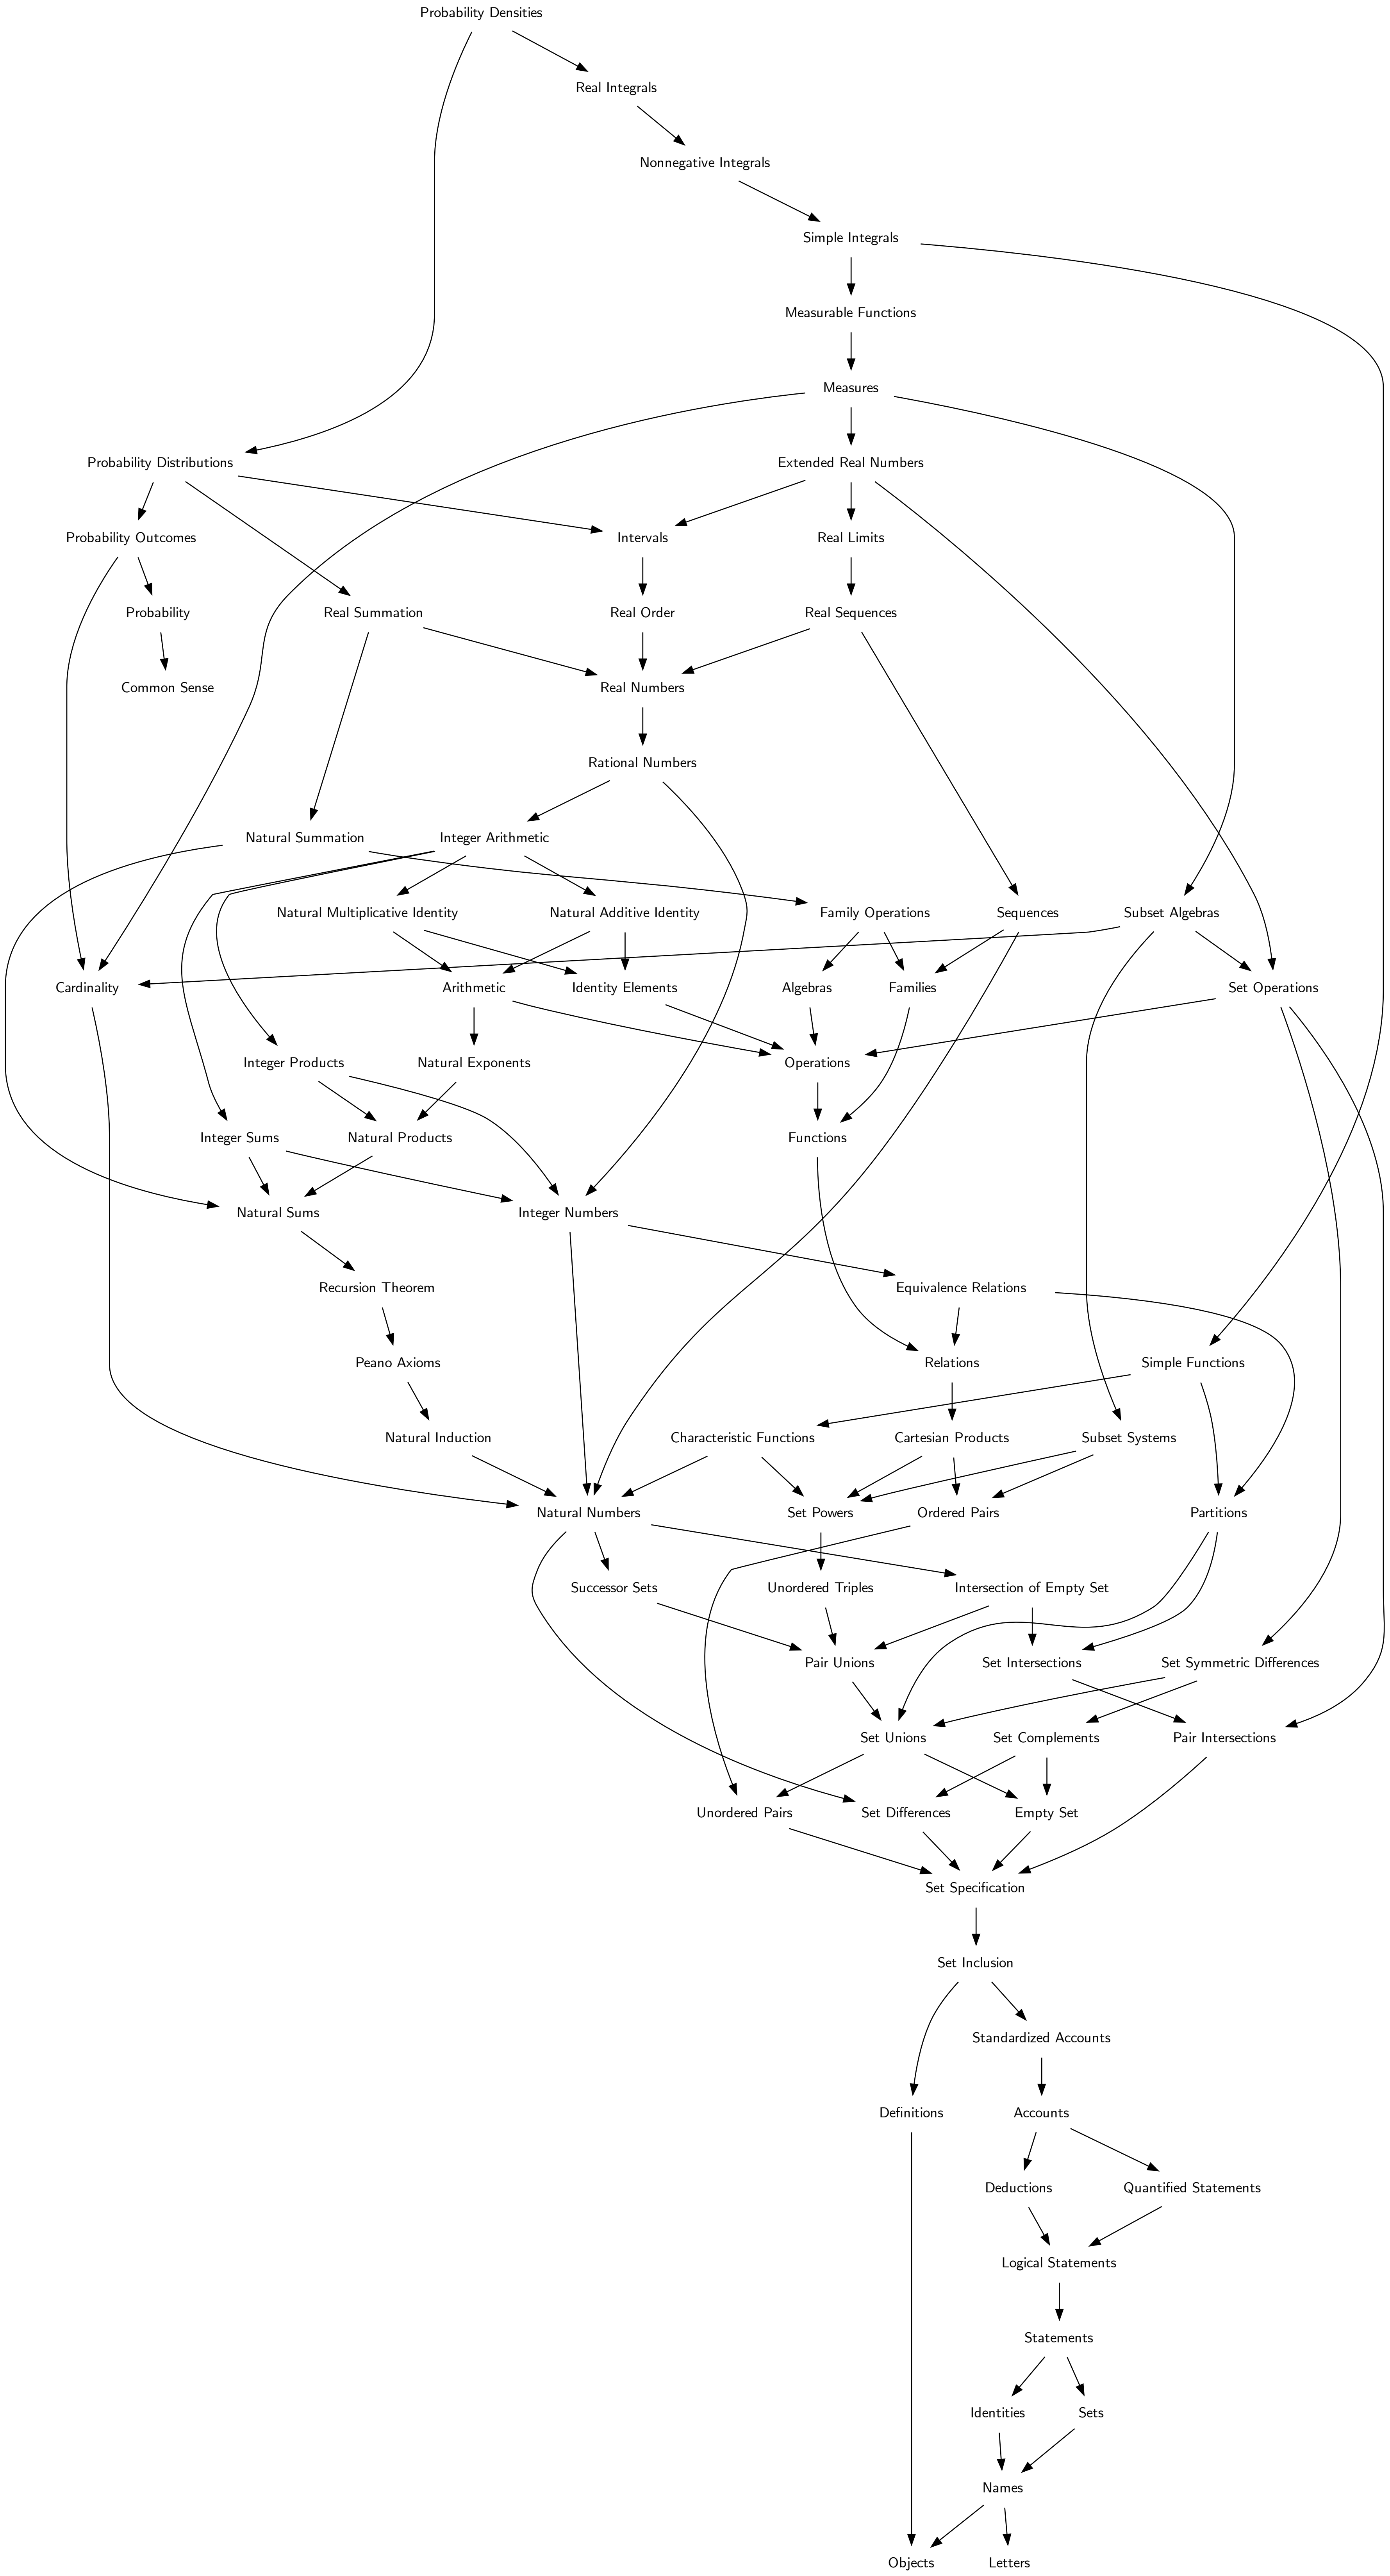 Probability Densities
Real Integrals
Nonnegative Integrals
Simple Integrals
Measurable Functions
Measures
Probability Distributions
Extended Real Numbers
Probability Outcomes
Intervals
Real Limits
Probability
Real Summation
Real Order
Real Sequences
Common Sense
Real Numbers
Rational Numbers
Natural Summation
Integer Arithmetic
Natural Multiplicative Identity
Natural Additive Identity
Family Operations
Sequences
Subset Algebras
Cardinality
Arithmetic
Identity Elements
Algebras
Families
Set Operations
Integer Products
Natural Exponents
Operations
Integer Sums
Natural Products
Functions
Natural Sums
Integer Numbers
Recursion Theorem
Equivalence Relations
Peano Axioms
Relations
Simple Functions
Natural Induction
Characteristic Functions
Cartesian Products
Subset Systems
Natural Numbers
Set Powers
Ordered Pairs
Partitions
Successor Sets
Unordered Triples
Intersection of Empty Set
Pair Unions
Set Intersections
Set Symmetric Differences
Set Unions
Set Complements
Pair Intersections
Unordered Pairs
Set Differences
Empty Set
Set Specification
Set Inclusion
Standardized Accounts
Definitions
Accounts
Deductions
Quantified Statements
Logical Statements
Statements
Identities
Sets
Names
Objects
Letters